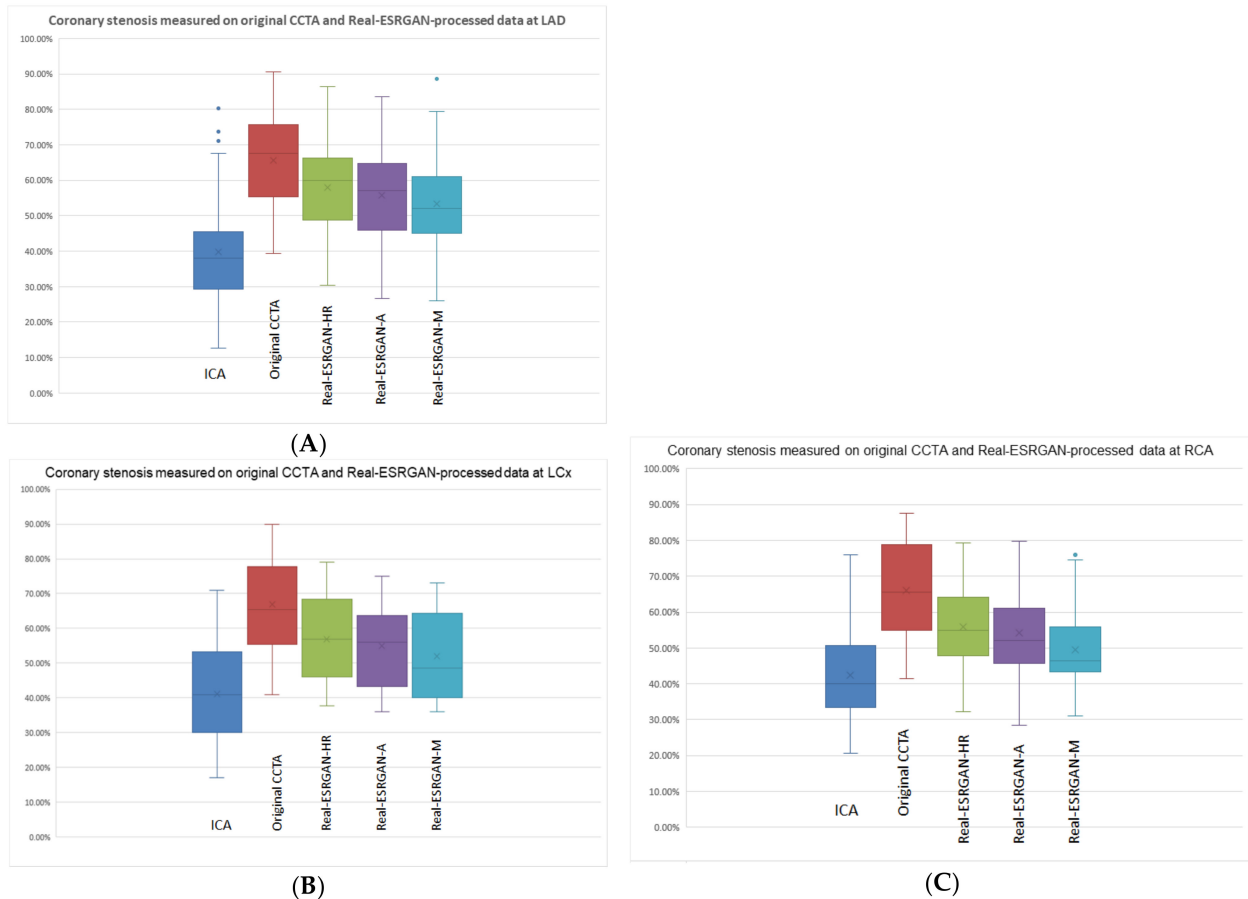 Coronary stenosis measured on original CCTA and Real-ESRGAN-processed data at LAD
100.00%
90.00%
80.00%
70.00%
60.00%
50.00%
40.00%
30.00%
20.00%
10.00%
0.00%
ICA
Original CCTA
Real-ESRGAN-HR
Real-ESRGAN-A
Real-ESRGAN-M
(A)
Coronary stenosis measured on original CCTA and Real-ESRGAN-processed data at LCx
100.00%
90.00%
80.00%
70.00%
60.00%
50.00%
40.00%
30.00%
20.00%
10.00%
0.00%
ICA
Original CCTA
Real-ESRGAN-HR
Real-ESRGAN-A
Real-ESRGAN-M
(B)
Coronary stenosis measured on original CCTA and Real-ESRGAN-processed data at RCA
100.00%
90.00%
80.00%
70.00%
60.00%
50.00%
40.00%
30.00%
20.00%
10.00%
0.00%
ICA
Original CCTA
Real-ESRGAN-HR
Real-ESRGAN-A
Real-ESRGAN-M
(C)